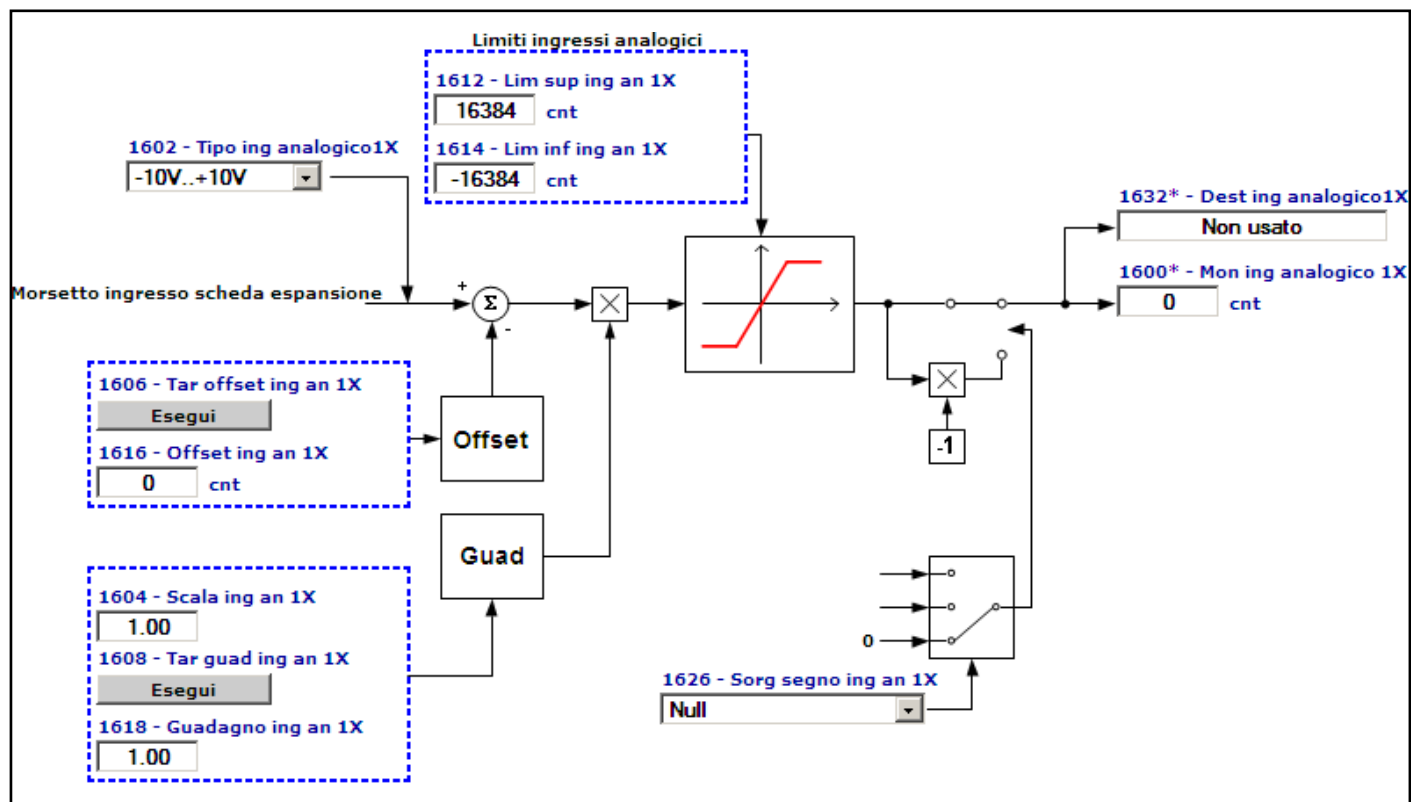 Limiti ingressi analogici
1612 - Lim sup ing an 1X
16384 cnt
1614 - Lim inf ing an 1X
-16384 cnt
1602 - Tipo ing analogico1X
-10V..+10V
1632* - Dest ing analogico1X
Non usato
1600* - Mon ing analogico 1X
0 cnt
Morsetto ingresso scheda espansione
+
Σ
-
1606 - Tar offset ing an 1X
Esegui
1616 - Offset ing an 1X
0 cnt
Offset
-1
Guad
1604 - Scala ing an 1X
1.00
1608 - Tar guad ing an 1X
Esegui
1618 - Guadagno ing an 1X
1.00
0
1626 - Sorg segno ing an 1X
Null